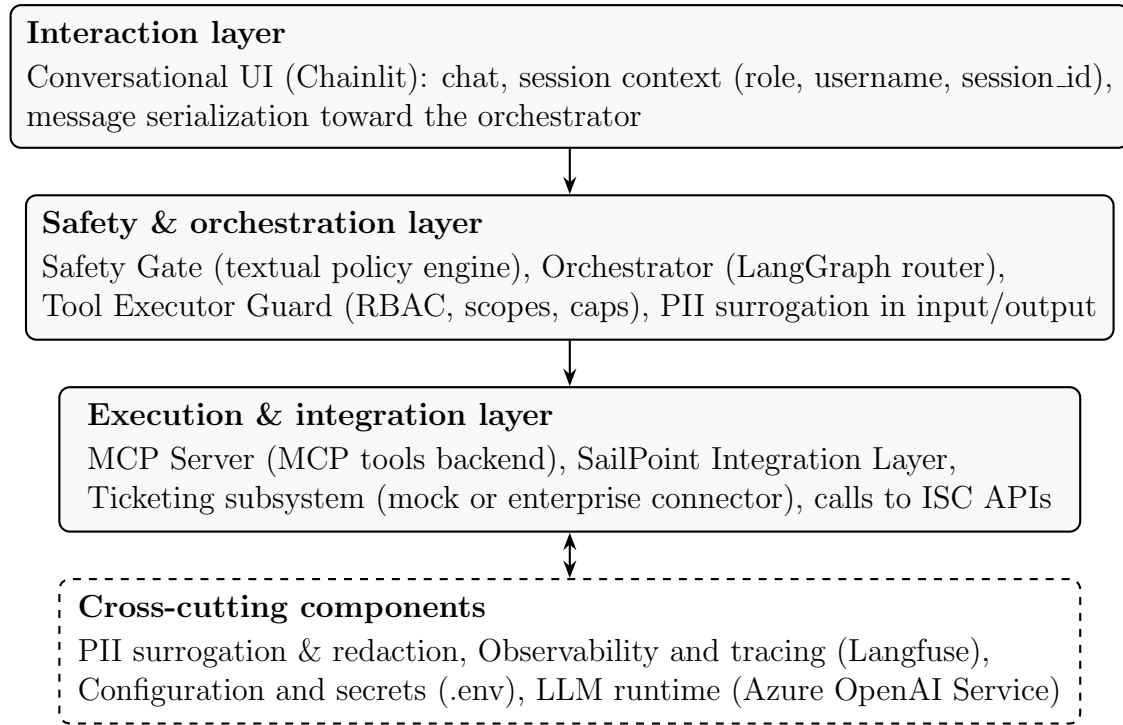 Interaction layer
Conversational UI (Chainlit): chat, session context (role, username, session_id),
message serialization toward the orchestrator
Safety & orchestration layer
Safety Gate (textual policy engine), Orchestrator (LangGraph router),
Tool Executor Guard (RBAC, scopes, caps), PII surrogation in input/output
Execution & integration layer
MCP Server (MCP tools backend), SailPoint Integration Layer,
Ticketing subsystem (mock or enterprise connector), calls to ISC APIs
Cross-cutting components
PII surrogation & redaction, Observability and tracing (Langfuse),
Configuration and secrets (.env), LLM runtime (Azure OpenAI Service)